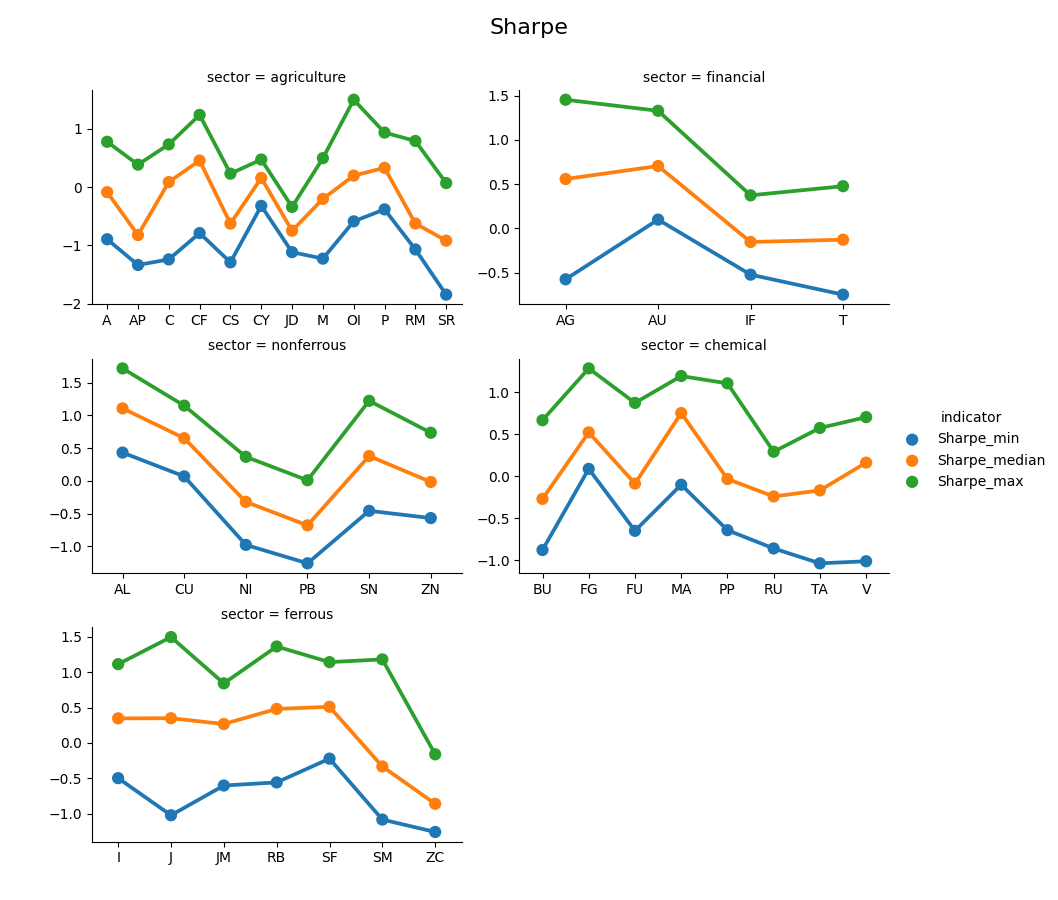 Sharpe
sector = agriculture
1
0
−1
−2
A AP C CF CS CY JD M OI P RM SR
sector = financial
1.5
1.0
0.5
0.0
−0.5
AG AU IF T
sector = nonferrous
1.5
1.0
0.5
0.0
−0.5
−1.0
AL CU NI PB SN ZN
sector = chemical
1.0
0.5
0.0
−0.5
−1.0
BU FG FU MA PP RU TA V
indicator
Sharpe_min
Sharpe_median
Sharpe_max
sector = ferrous
1.5
1.0
0.5
0.0
−0.5
−1.0
I J JM RB SF SM ZC